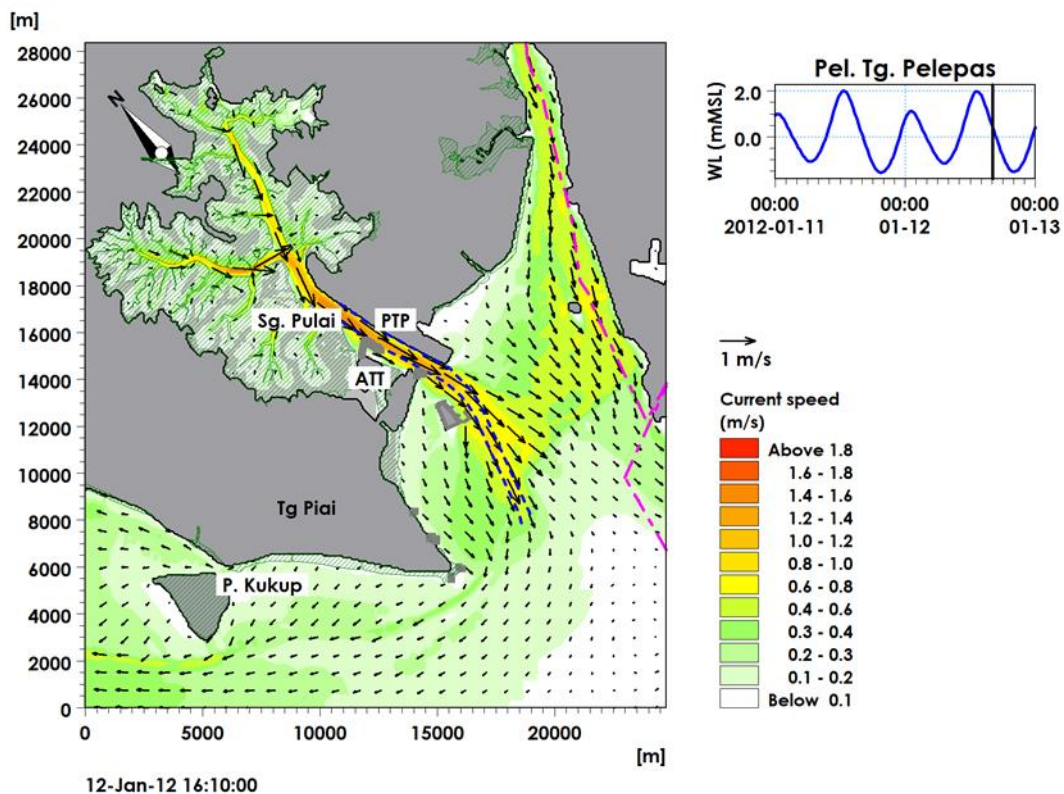 [m]
28000
26000
24000
22000
20000
18000
16000
14000
12000
10000
8000
6000
4000
2000
0
0 5000 10000 15000 20000
[m]
N
Sg. Pulai
PTP
ATT
Tg Piai
P. Kukup
12-Jan-12 16:10:00
Pel. Tg. Pelepas
WL (mMSL)
2.0
0.0
00:00 00:00 00:00
2012-01-11 01-12 01-13
1 m/s
Current speed
(m/s)
Above 1.8
1.6 - 1.8
1.4 - 1.6
1.2 - 1.4
1.0 - 1.2
0.8 - 1.0
0.6 - 0.8
0.4 - 0.6
0.3 - 0.4
0.2 - 0.3
0.1 - 0.2
Below 0.1